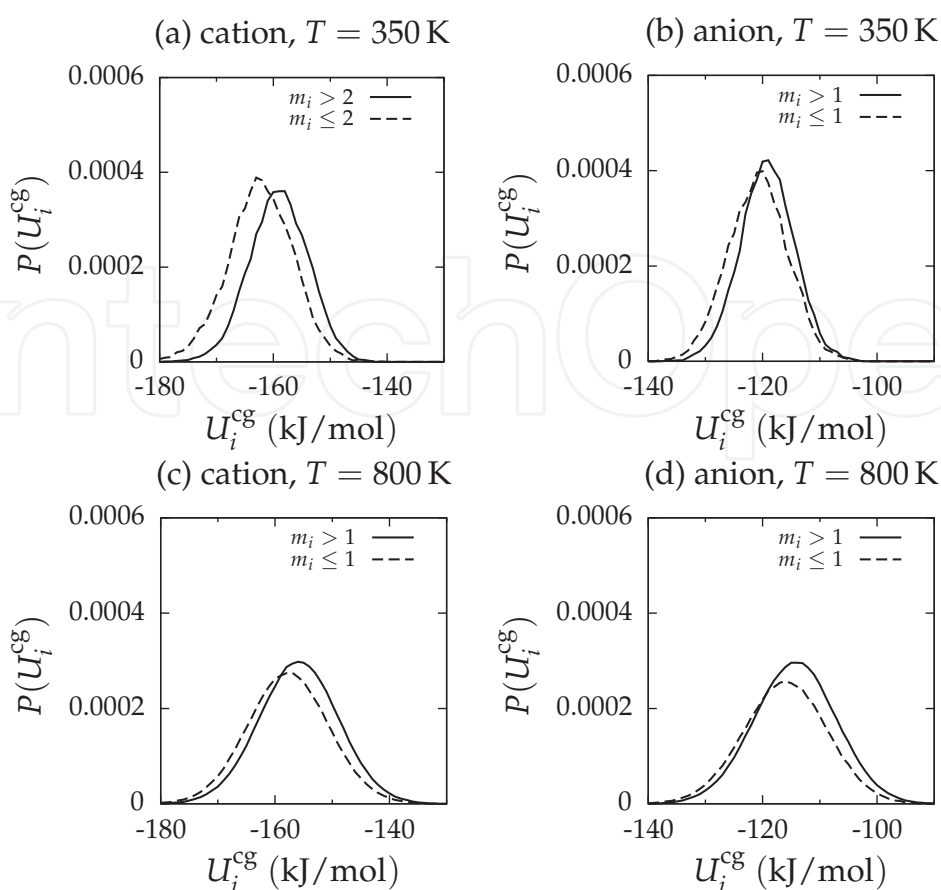 (a) cation, T = 350 K
0.0006
0.0004
0.0002
0
P(U_i^cg)
m_i > 2
m_i ≤ 2
-180 -160 -140
U_i^cg (kJ/mol)
(b) anion, T = 350 K
0.0006
0.0004
0.0002
0
P(U_i^cg)
m_i > 1
m_i ≤ 1
-140 -120 -100
U_i^cg (kJ/mol)
ntechOpe
(c) cation, T = 800 K
0.0006
0.0004
0.0002
0
P(U_i^cg)
m_i > 1
m_i ≤ 1
-180 -160 -140
U_i^cg (kJ/mol)
(d) anion, T = 800 K
0.0006
0.0004
0.0002
0
P(U_i^cg)
m_i > 1
m_i ≤ 1
-140 -120 -100
U_i^cg (kJ/mol)